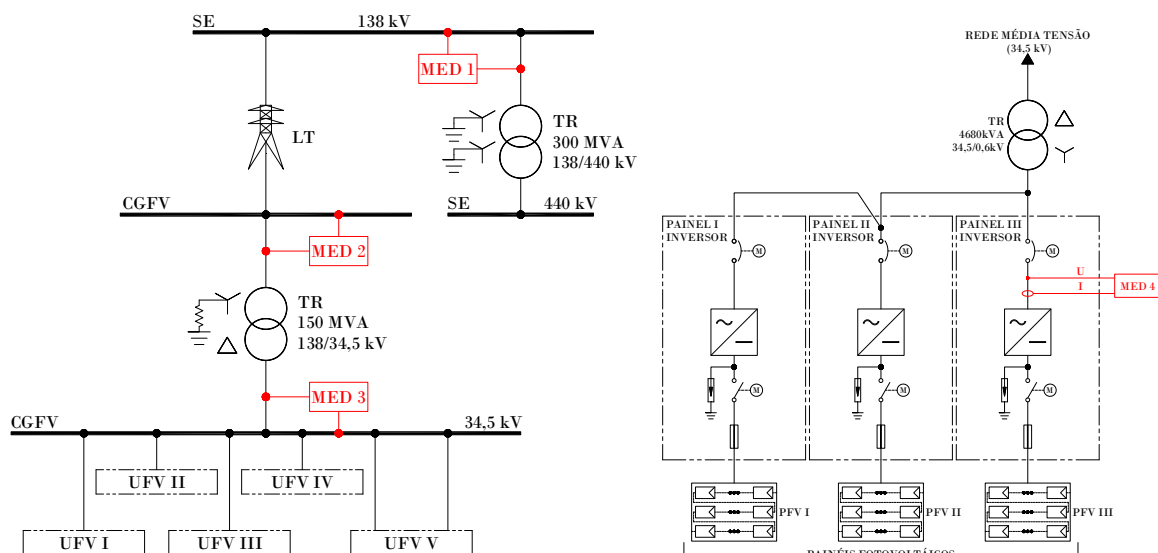 SE 138 kV
MED 1
LT
TR
300 MVA
138/440 kV
CGFV
SE 440 kV
MED 2
TR
150 MVA
138/34,5 kV
MED 3
CGFV 34,5 kV
UFV II
UFV IV
UFV I
UFV III
UFV V
REDE MÉDIA TENSÃO
(34,5 kV)
TR
4680kVA
34,5/0,6kV
PAINEL I
INVERSOR
PAINEL II
INVERSOR
PAINEL III
INVERSOR
M
M
M
U
I
MED 4
M
M
M
PFV I
PFV II
PFV III
PAINÉIS FOTOVOLTÁICOS